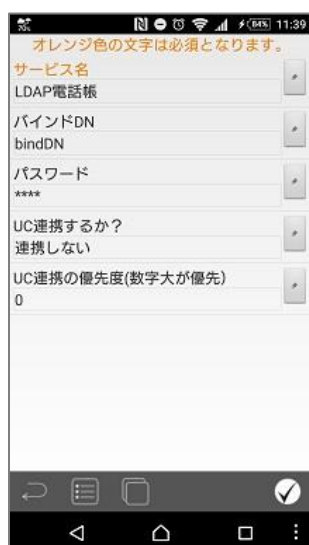 70% 84% 11:39
オレンジ色の文字は必須となります。
サービス名
LDAP電話帳
バインドDN
bindDN
パスワード
****
UC連携するか?
連携しない
UC連携の優先度(数字大が優先)
0